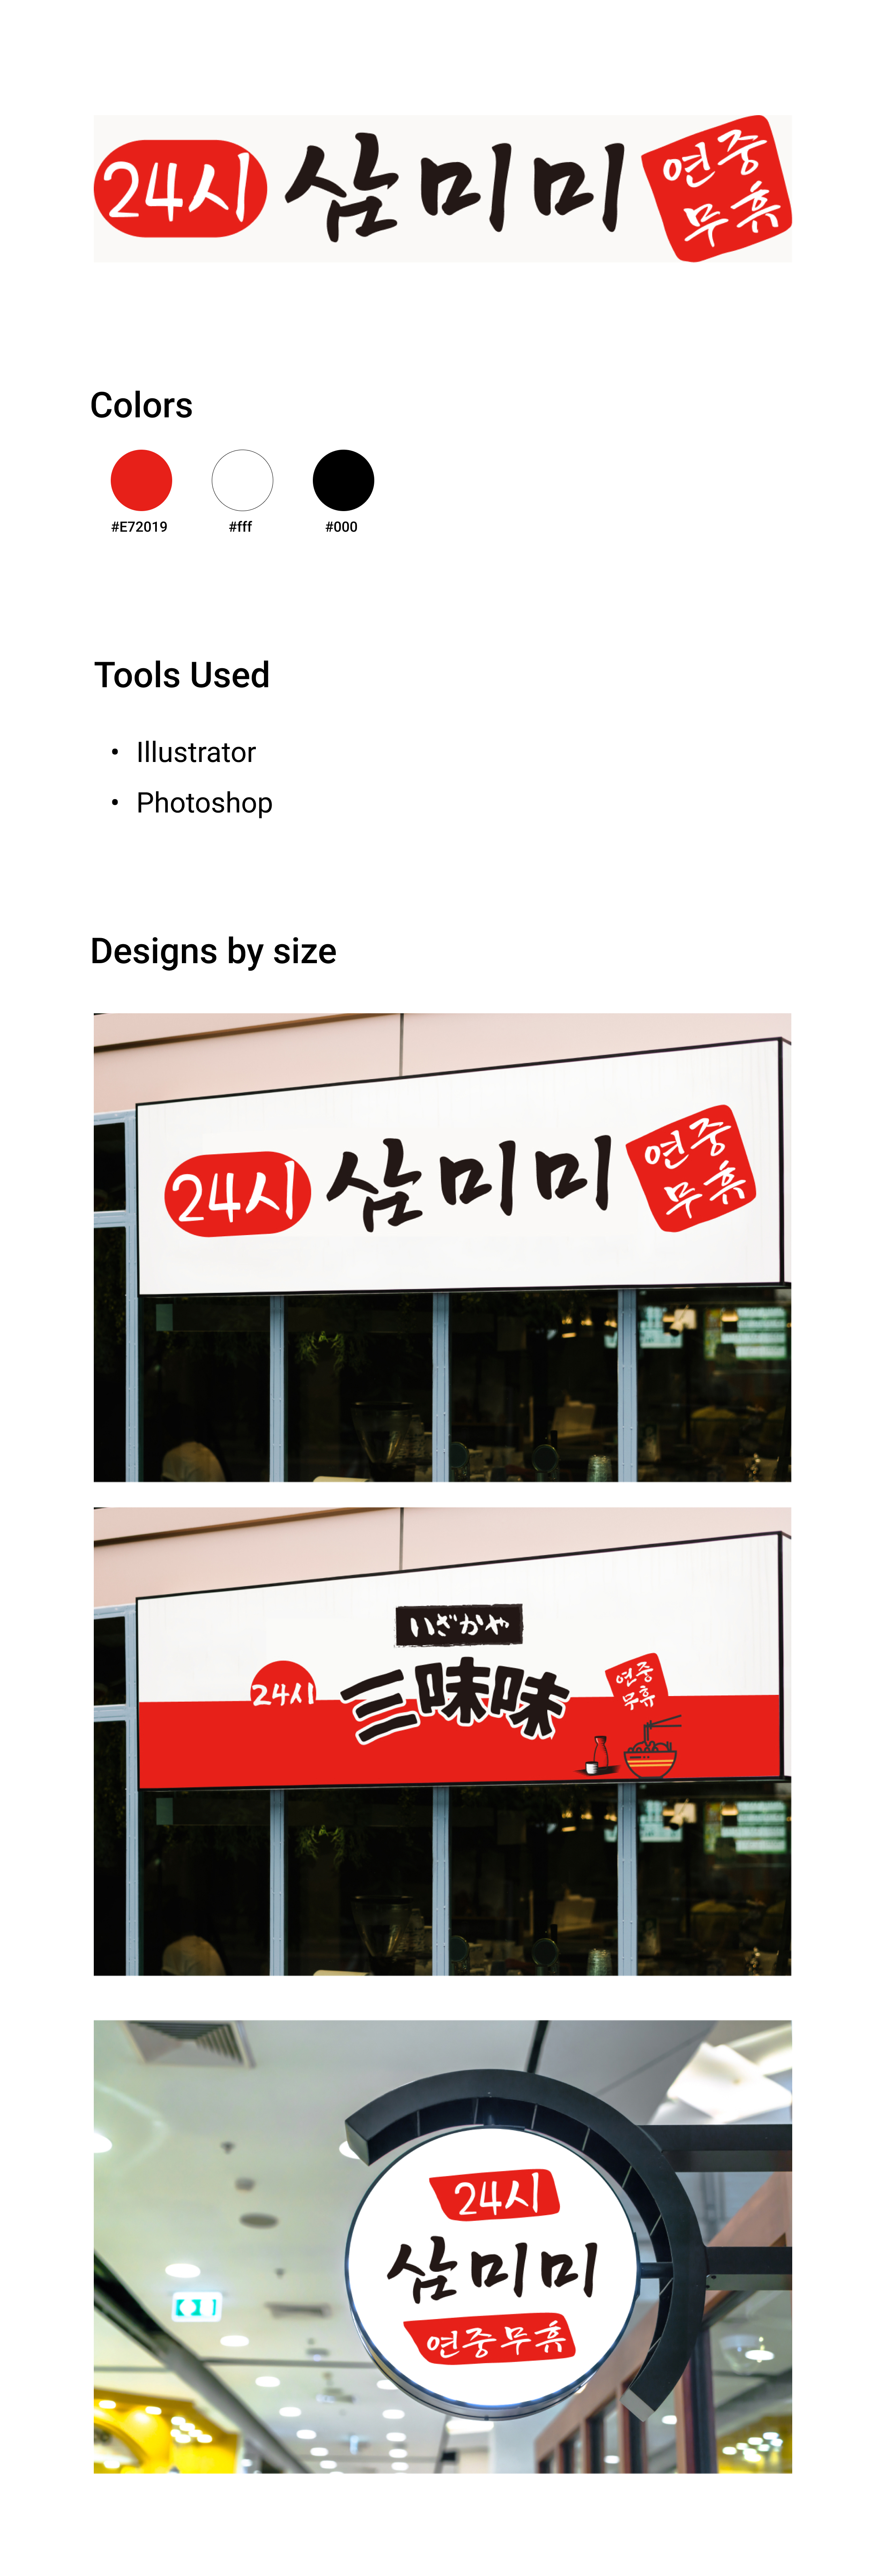 24시 삼미미 연중
무휴
Colors
#E72019 #fff #000
Tools Used
• Illustrator
• Photoshop
Designs by size
24시 삼미미 연중
무휴
いざかや
24시 三味味 연중
무휴
24시
삼미미
연중무휴